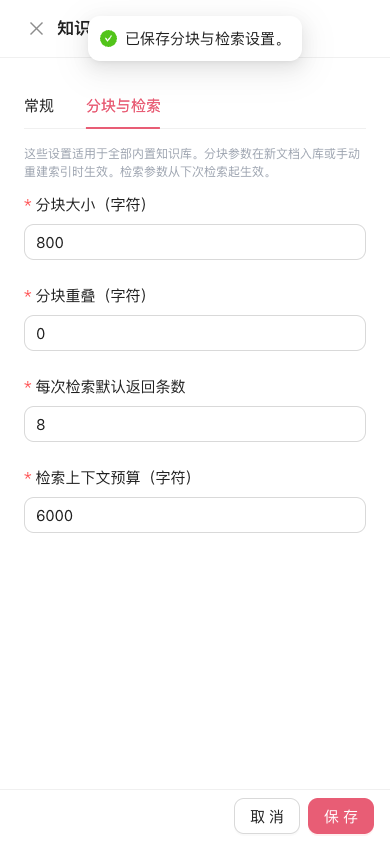 知识
已保存分块与检索设置。
常规
分块与检索
这些设置适用于全部内置知识库。分块参数在新文档入库或手动
重建索引时生效。检索参数从下次检索起生效。
* 分块大小（字符）
800
* 分块重叠（字符）
0
* 每次检索默认返回条数
8
* 检索上下文预算（字符）
6000
取 消
保 存